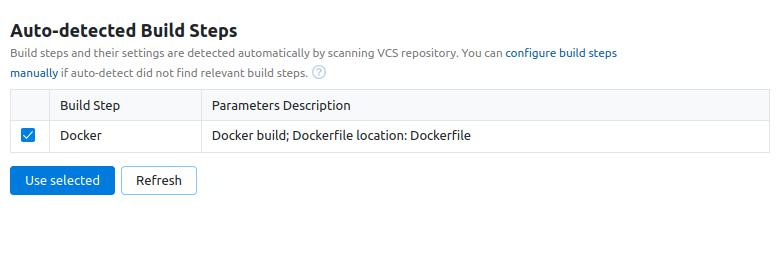 Auto-detected Build Steps
Build steps and their settings are detected automatically by scanning VCS repository. You can configure build steps
manually if auto-detect did not find relevant build steps. ?
Build Step Parameters Description
Docker Docker build; Dockerfile location: Dockerfile
Use selected Refresh